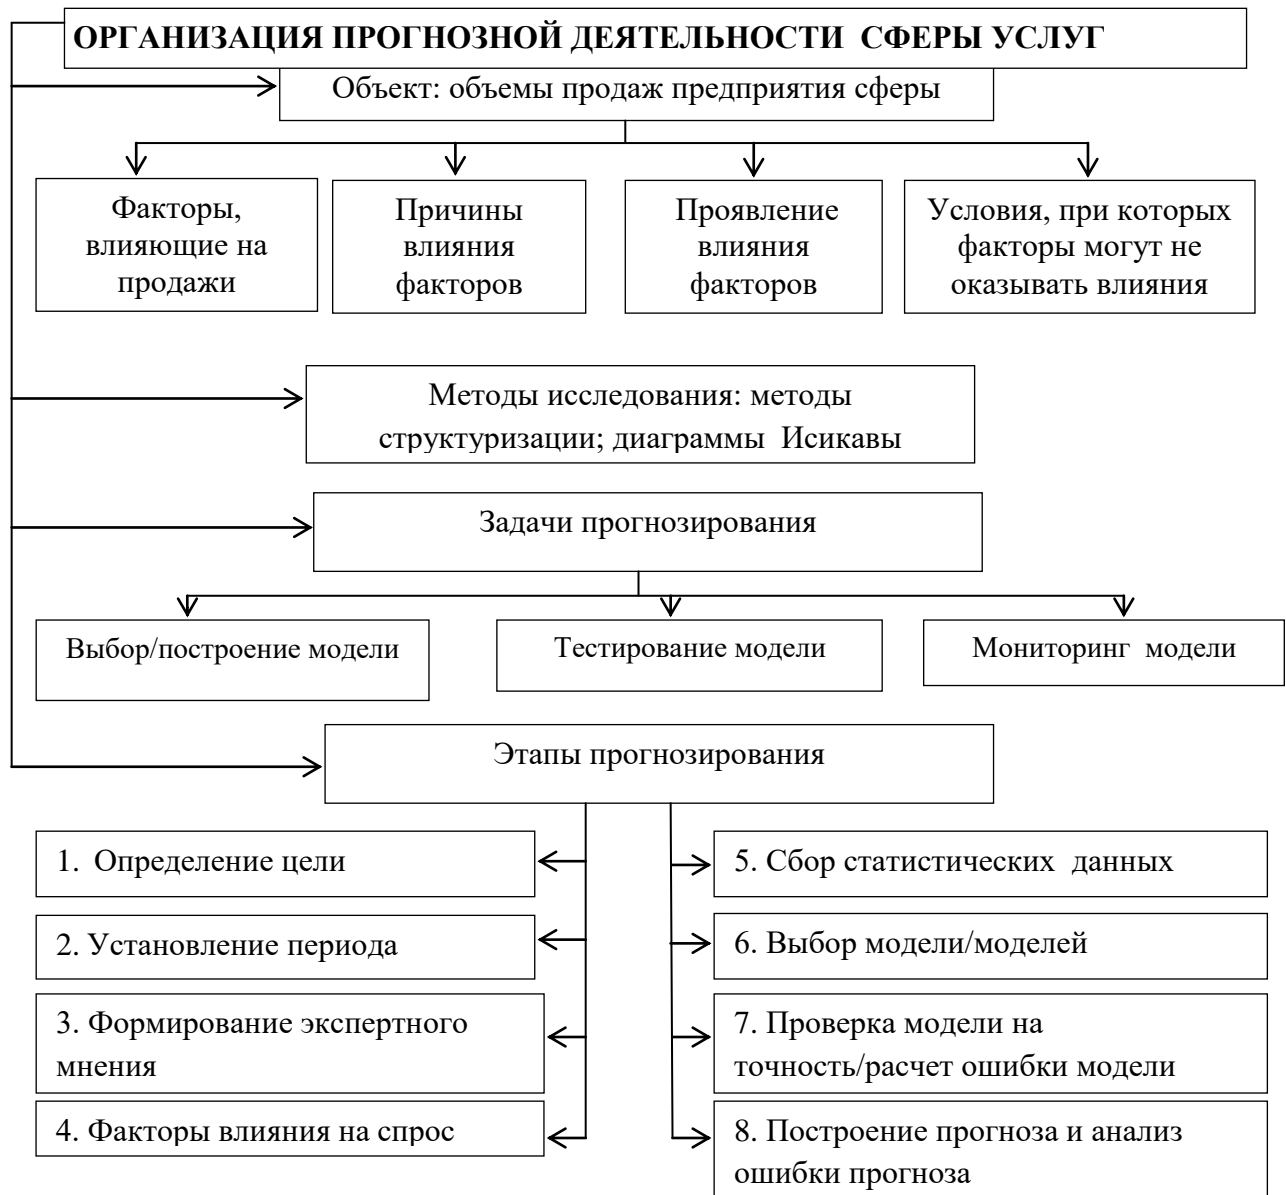 ОРГАНИЗАЦИЯ ПРОГНОЗНОЙ ДЕЯТЕЛЬНОСТИ СФЕРЫ УСЛУГ
Объект: объемы продаж предприятия сферы
Факторы,
влияющие на
продажи
Причины
влияния
факторов
Проявление
влияния
факторов
Условия, при которых
факторы могут не
оказывать влияния
Методы исследования: методы
структуризации; диаграммы Исикавы
Задачи прогнозирования
Выбор/построение модели
Тестирование модели
Мониторинг модели
Этапы прогнозирования
1. Определение цели
2. Установление периода
3. Формирование экспертного
мнения
4. Факторы влияния на спрос
5. Сбор статистических данных
6. Выбор модели/моделей
7. Проверка модели на
точность/расчет ошибки модели
8. Построение прогноза и анализ
ошибки прогноза